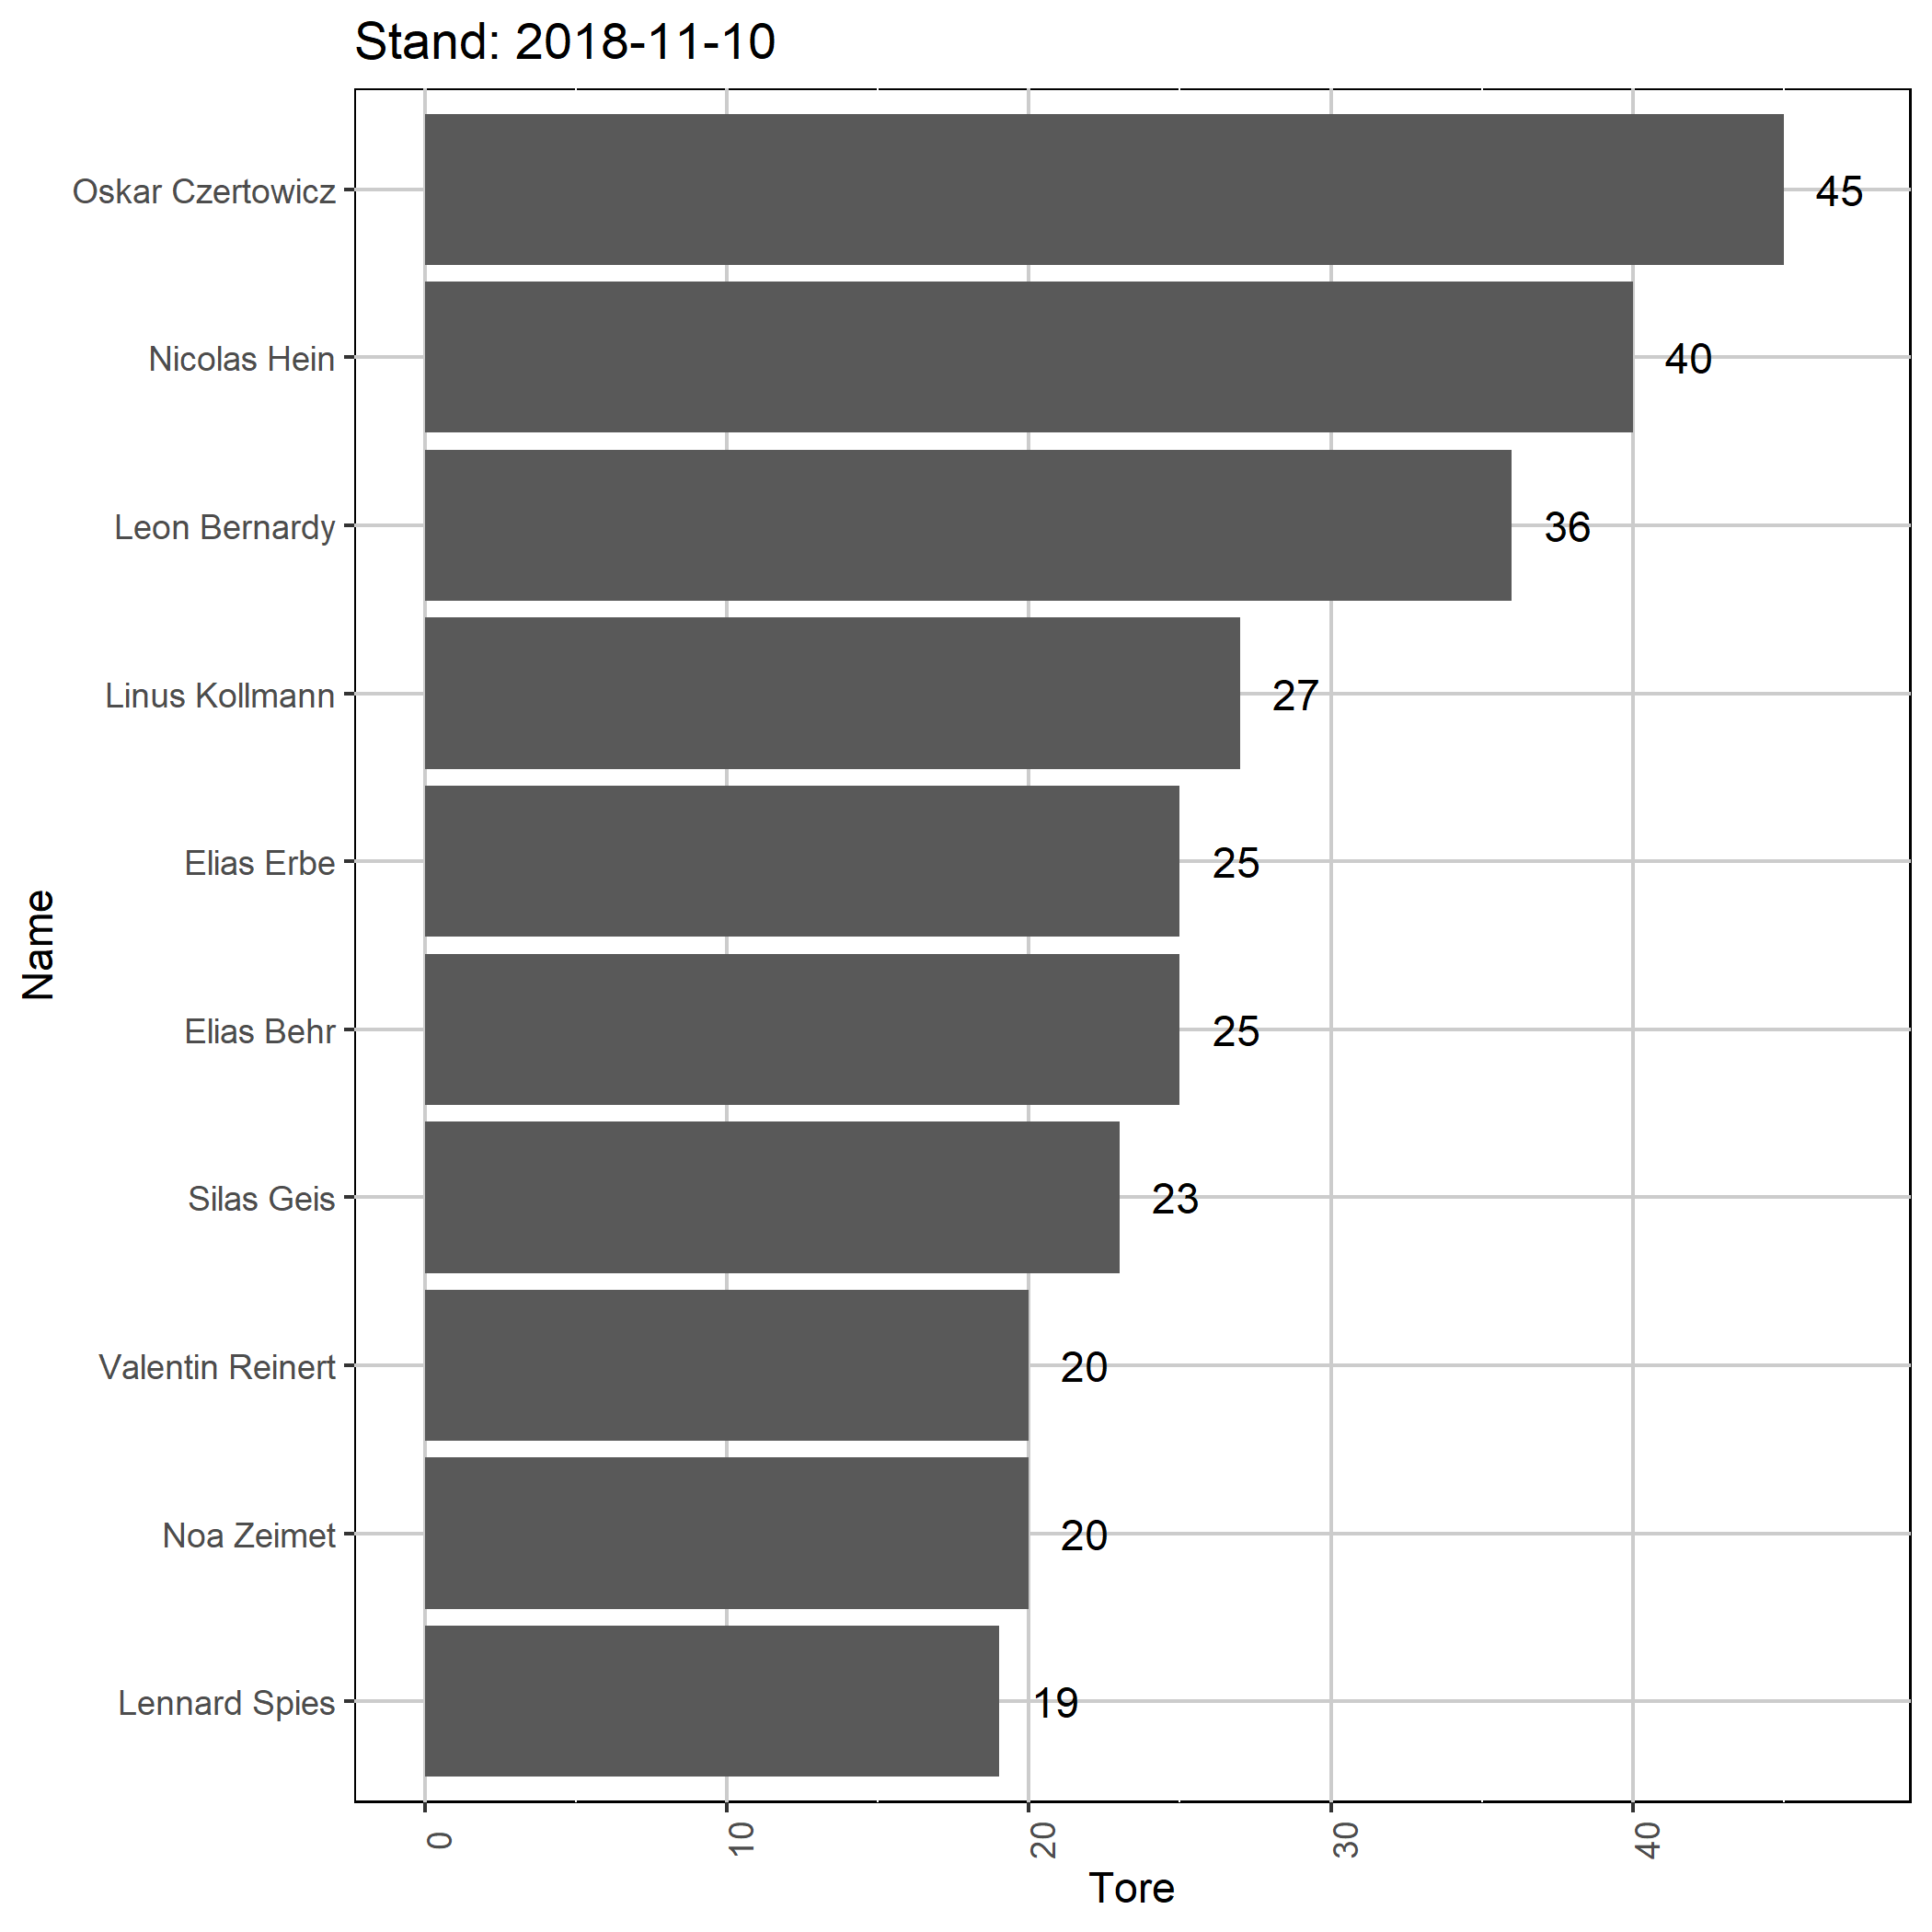 Stand: 2018-11-10
Oskar Czertowicz 45
Nicolas Hein 40
Leon Bernardy 36
Linus Kollmann 27
Elias Erbe 25
Elias Behr 25
Silas Geis 23
Valentin Reinert 20
Noa Zeimet 20
Lennard Spies 19
Name
0 10 20 30 40
Tore